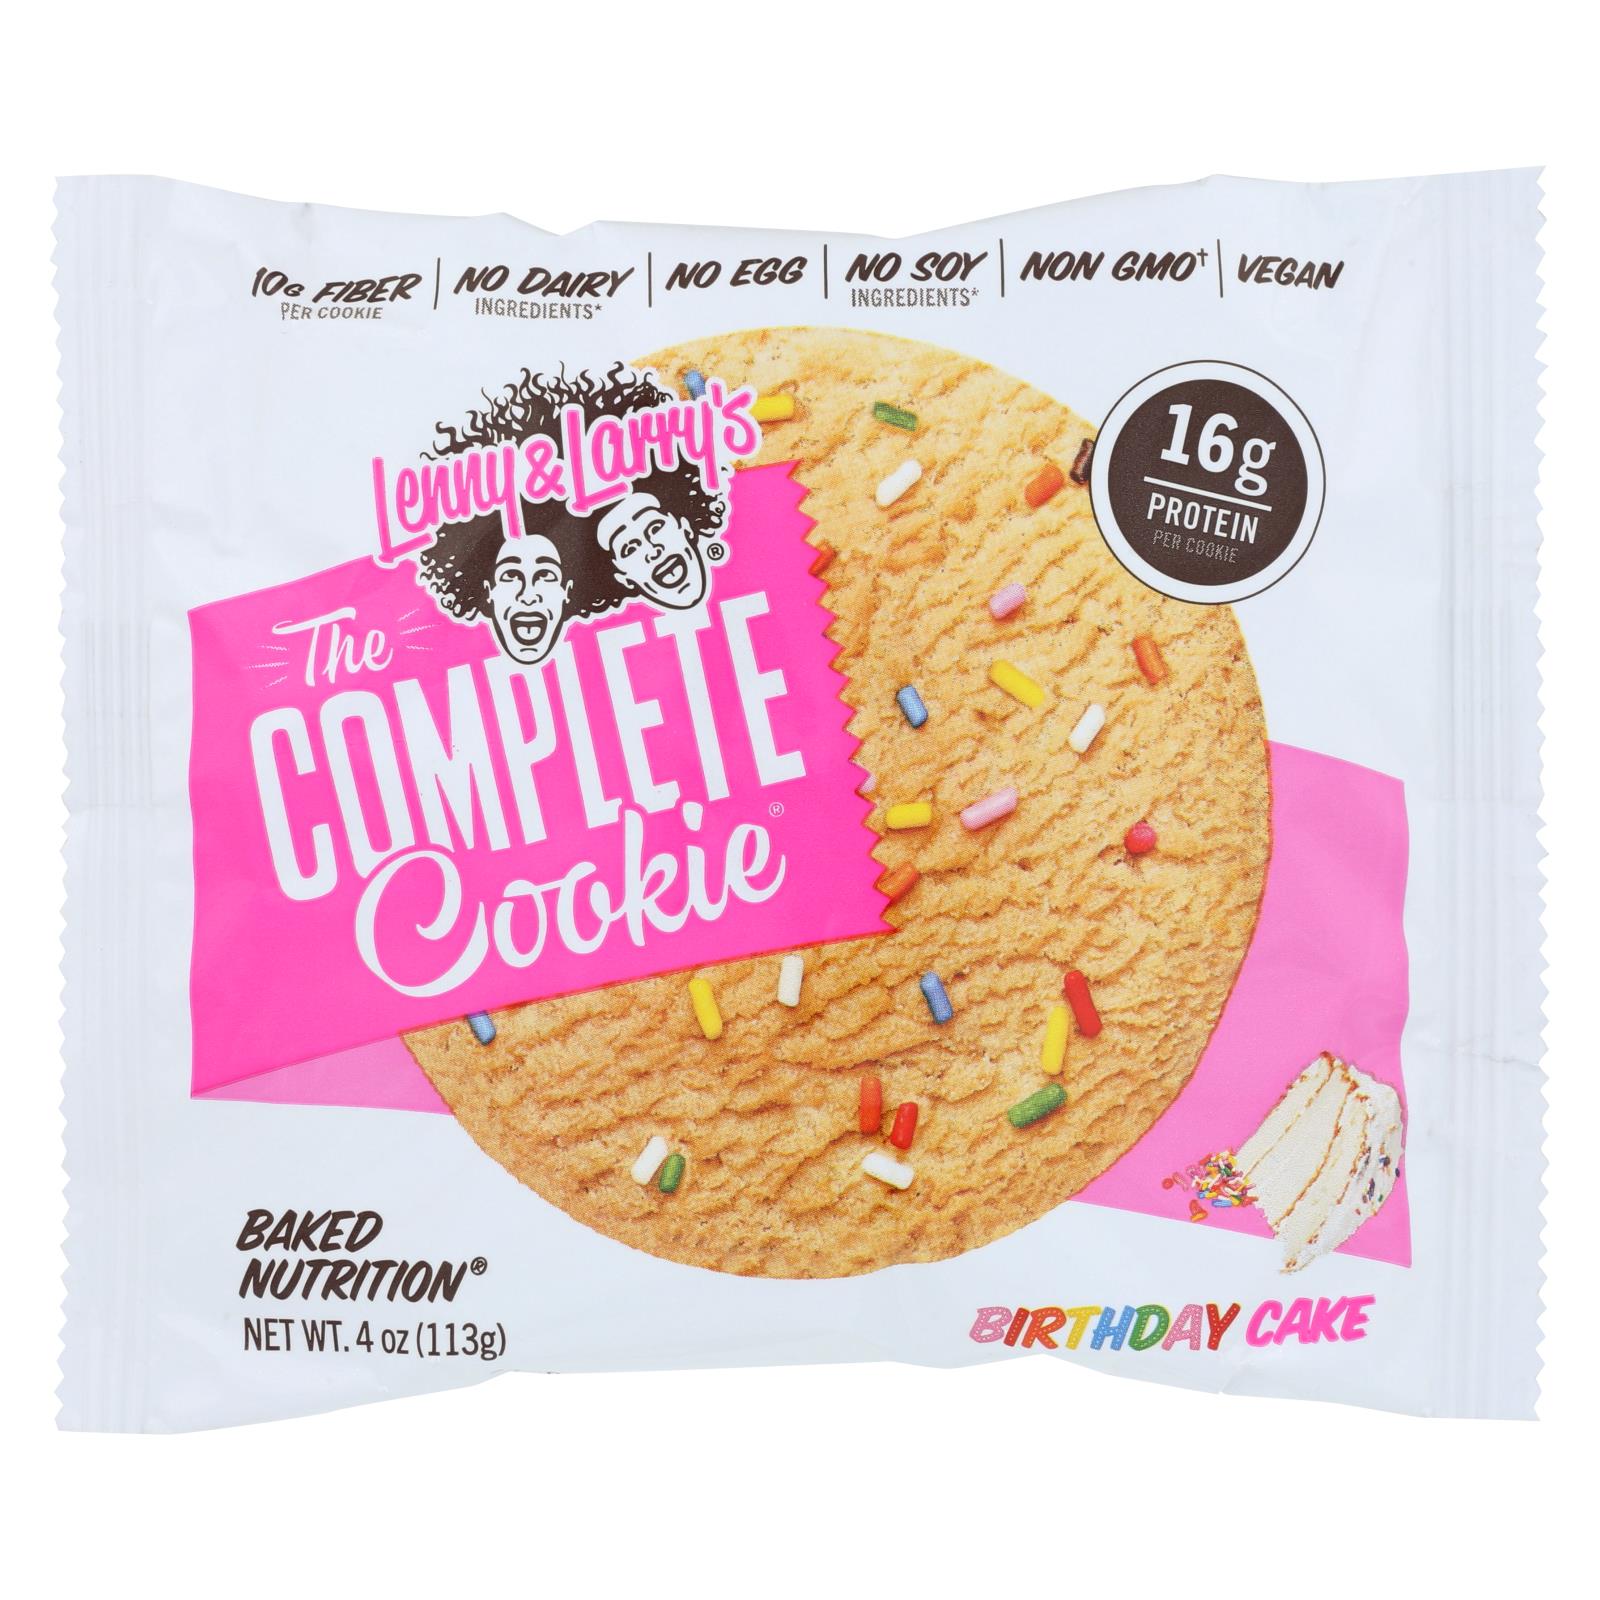 10g FIBER
PER COOKIE
NO DAIRY
INGREDIENTS*
NO EGG
NO SOY
INGREDIENTS*
NON GMO†
VEGAN
Lenny & Larry's®
16g
PROTEIN
PER COOKIE
The
COMPLETE
Cookie®
BAKED
NUTRITION®
NET WT. 4 oz (113g)
BIRTHDAY CAKE